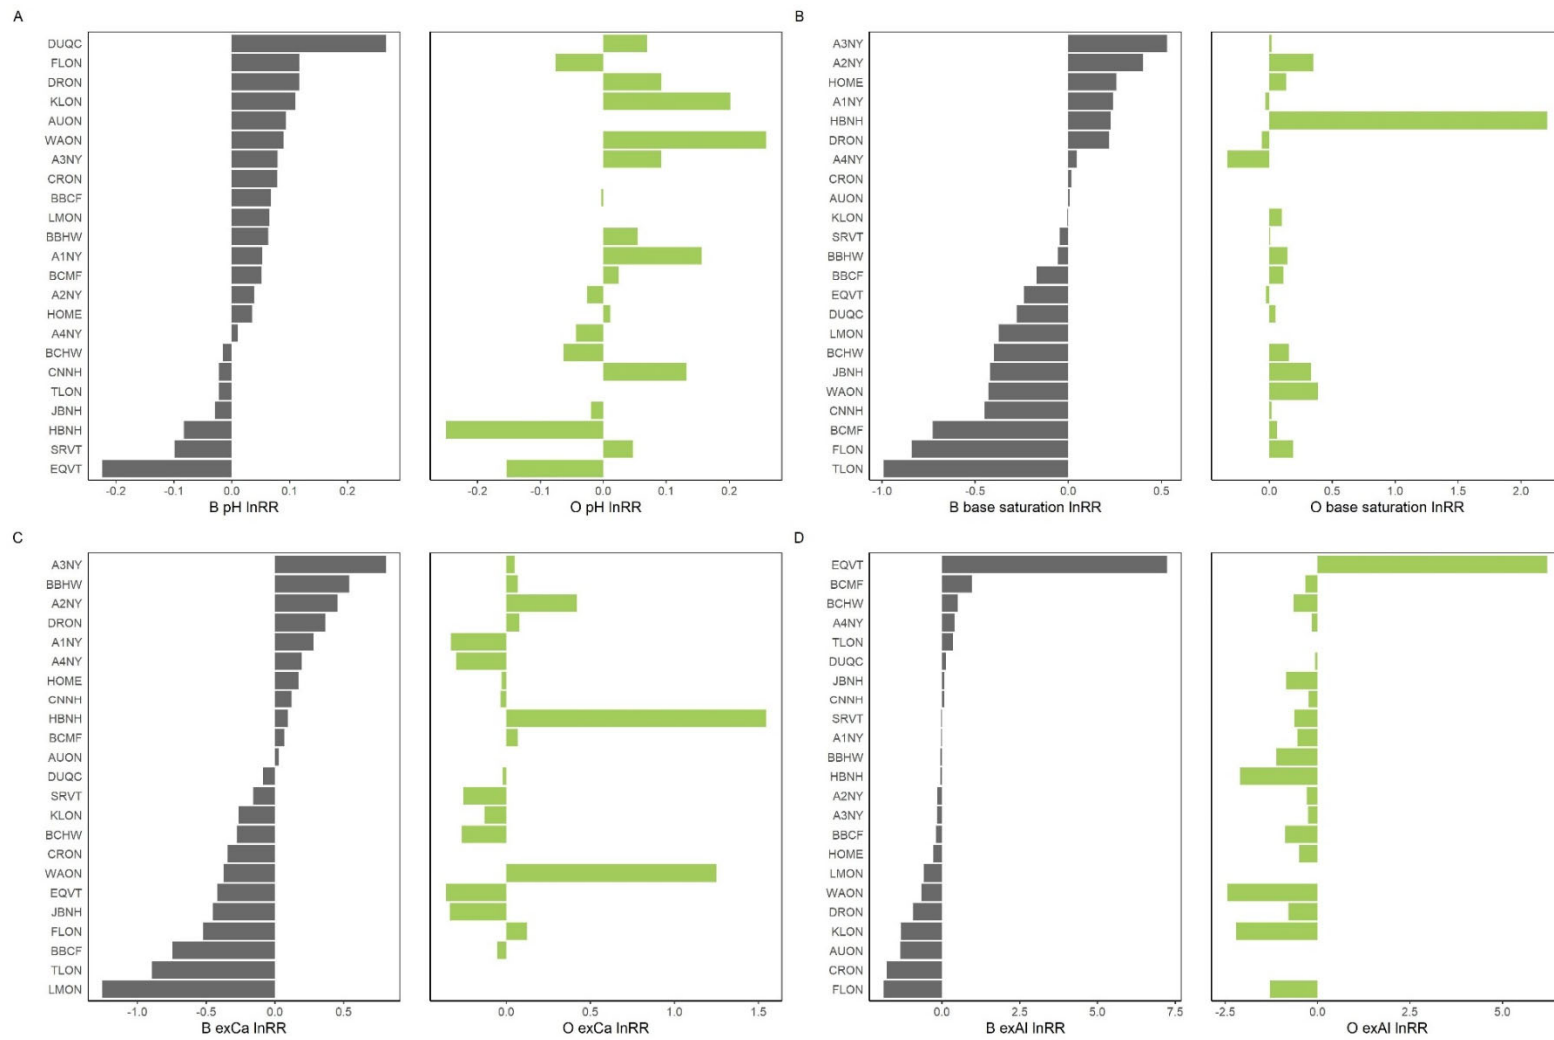 A
DUQC
FLON
DRON
KLON
AUON
WAON
A3NY
CRON
BBCF
LMON
BBHW
A1NY
BCMF
A2NY
HOME
A4NY
BCHW
CNNH
TLON
JBNH
HBNH
SRVT
EQVT
-0.2 -0.1 0.0 0.1 0.2
B pH lnRR
-0.2 -0.1 0.0 0.1 0.2
O pH lnRR
B
A3NY
A2NY
HOME
A1NY
HBNH
DRON
A4NY
CRON
AUON
KLON
SRVT
BBHW
BBCF
EQVT
DUQC
LMON
BCHW
JBNH
WAON
CNNH
BCMF
FLON
TLON
-1.0 -0.5 0.0 0.5
B base saturation lnRR
0.0 0.5 1.0 1.5 2.0
O base saturation lnRR
C
A3NY
BBHW
A2NY
DRON
A1NY
A4NY
HOME
CNNH
HBNH
BCMF
AUON
DUQC
SRVT
KLON
BCHW
CRON
WAON
EQVT
JBNH
FLON
BBCF
TLON
LMON
-1.0 -0.5 0.0 0.5
B exCa lnRR
0.0 0.5 1.0 1.5
O exCa lnRR
D
EQVT
BCMF
BCHW
A4NY
TLON
DUQC
JBNH
CNNH
SRVT
A1NY
BBHW
HBNH
A2NY
A3NY
BBCF
HOME
LMON
WAON
DRON
KLON
AUON
CRON
FLON
0.0 2.5 5.0 7.5
B exAl lnRR
-2.5 0.0 2.5 5.0
O exAl lnRR